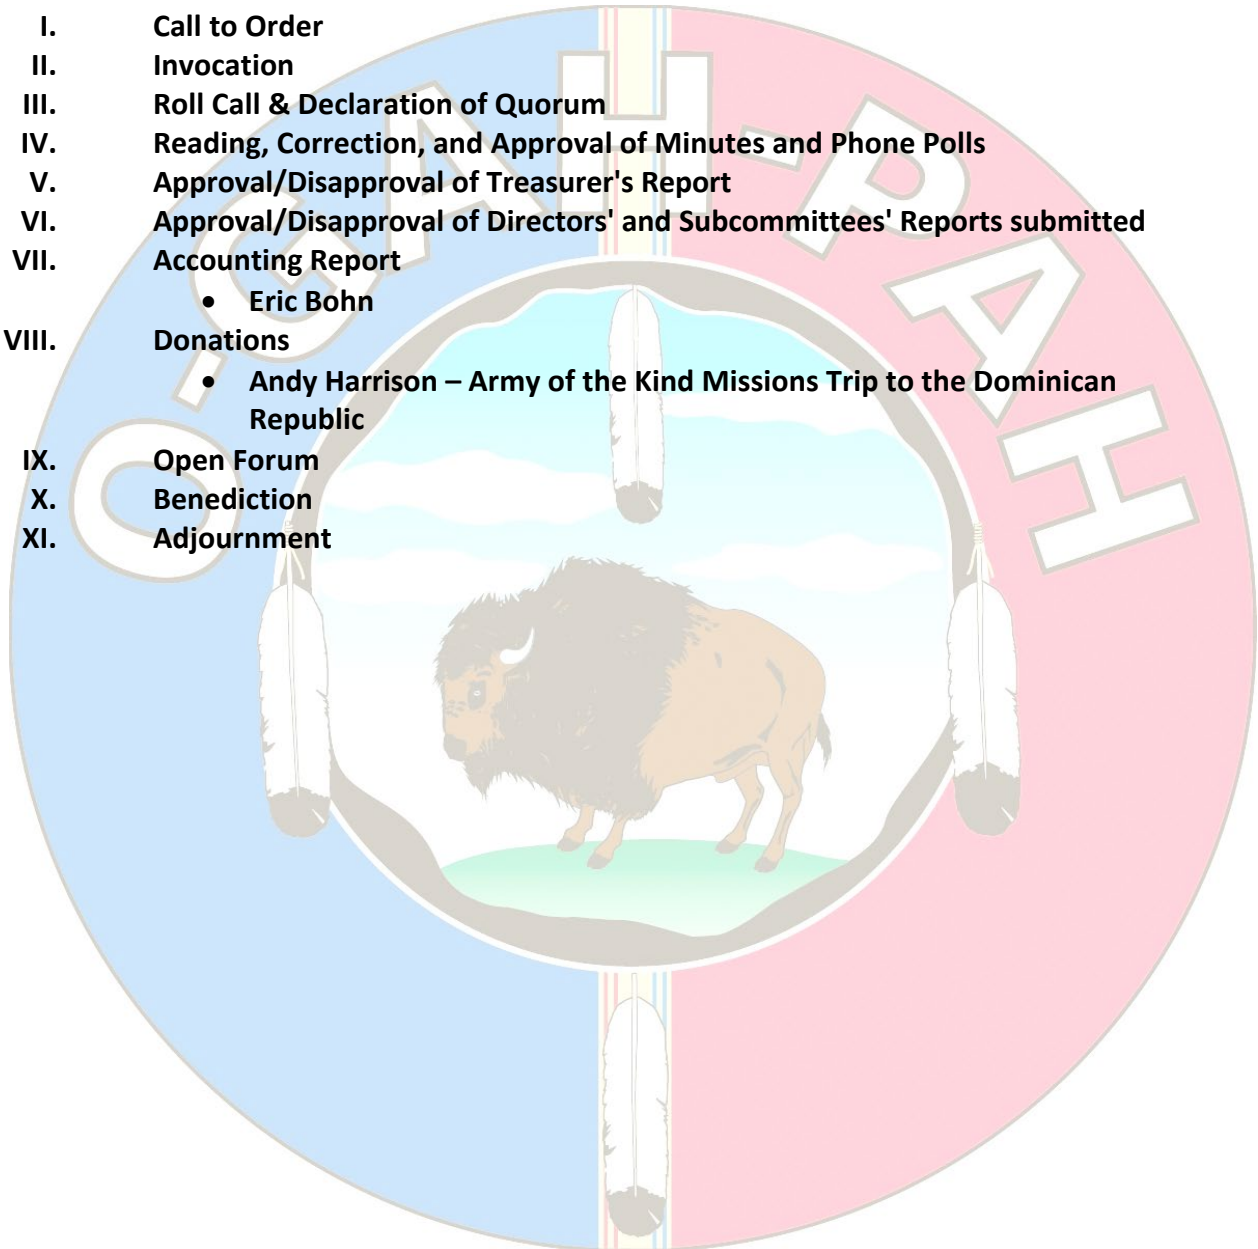 I. Call to Order
II. Invocation
III. Roll Call & Declaration of Quorum
IV. Reading, Correction, and Approval of Minutes and Phone Polls
V. Approval/Disapproval of Treasurer's Report
VI. Approval/Disapproval of Directors' and Subcommittees' Reports submitted
VII. Accounting Report
• Eric Bohn
VIII. Donations
• Andy Harrison – Army of the Kind Missions Trip to the Dominican
Republic
IX. Open Forum
X. Benediction
XI. Adjournment
O-GAH-PAH